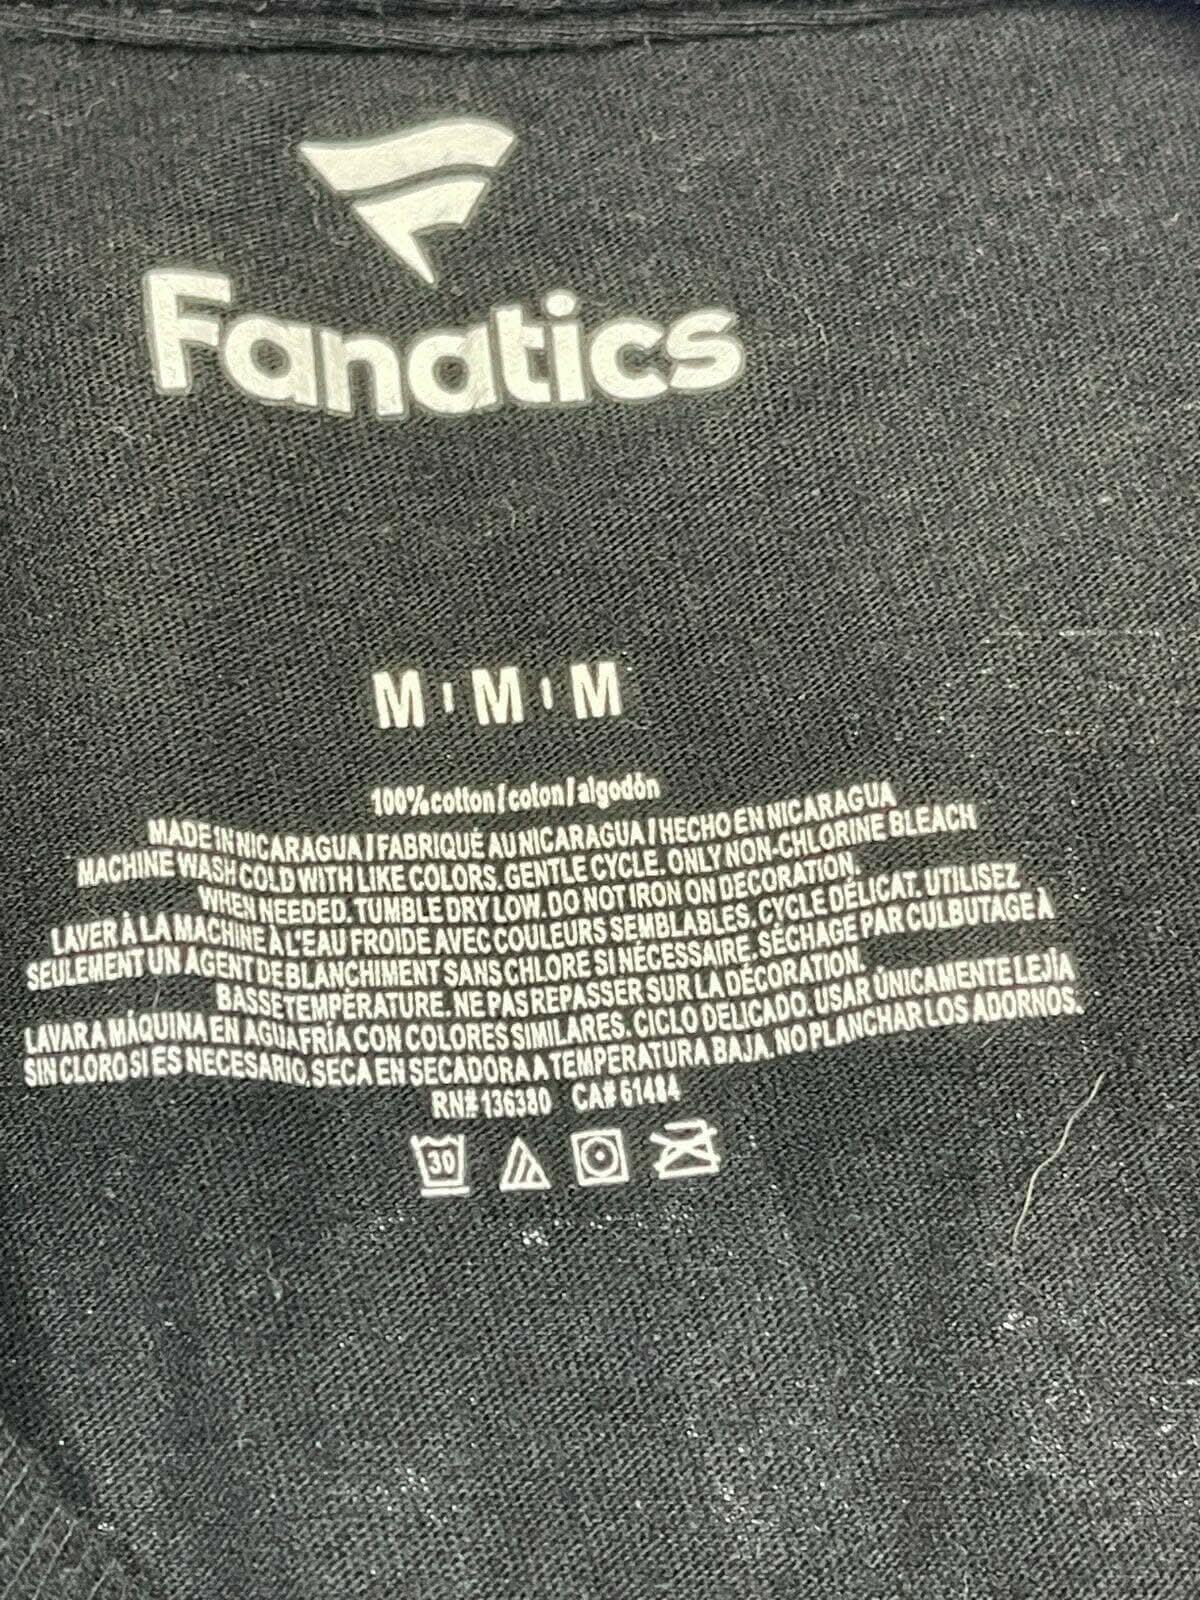 Fanatics
M | M | M
100% cotton / coton / algodón
MADE IN NICARAGUA / FABRIQUÉ AU NICARAGUA / HECHO EN NICARAGUA
MACHINE WASH COLD WITH LIKE COLORS. GENTLE CYCLE. ONLY NON-CHLORINE BLEACH
WHEN NEEDED. TUMBLE DRY LOW. DO NOT IRON ON DECORATION.
LAVER À LA MACHINE À L'EAU FROIDE AVEC COULEURS SEMBLABLES. CYCLE DÉLICAT. UTILISEZ
SEULEMENT UN AGENT DE BLANCHIMENT SANS CHLORE SI NÉCESSAIRE. SÉCHAGE PAR CULBUTAGE À
BASSE TEMPÉRATURE. NE PAS REPASSER SUR LA DÉCORATION.
LAVAR A MÁQUINA EN AGUA FRÍA CON COLORES SIMILARES. CICLO DELICADO. USAR ÚNICAMENTE LEJÍA
SIN CLORO SI ES NECESARIO. SECA EN SECADORA A TEMPERATURA BAJA. NO PLANCHAR LOS ADORNOS.
RN# 136380 CA# 61484
30